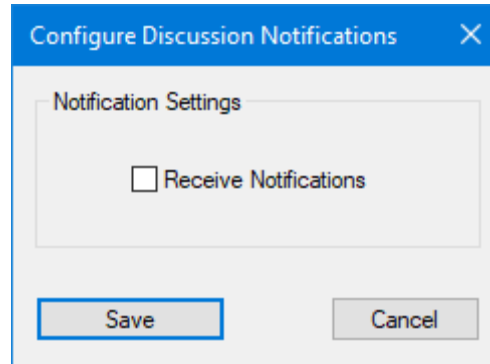 Configure Discussion Notifications
Notification Settings
Receive Notifications
Save Cancel